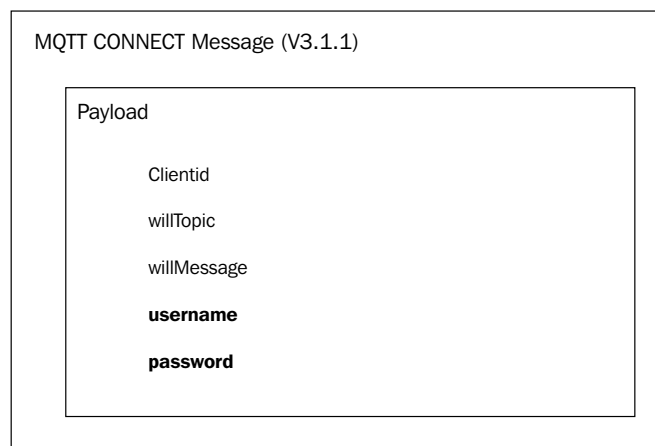 MQTT CONNECT Message (V3.1.1)
Payload
Clientid
willTopic
willMessage
username
password